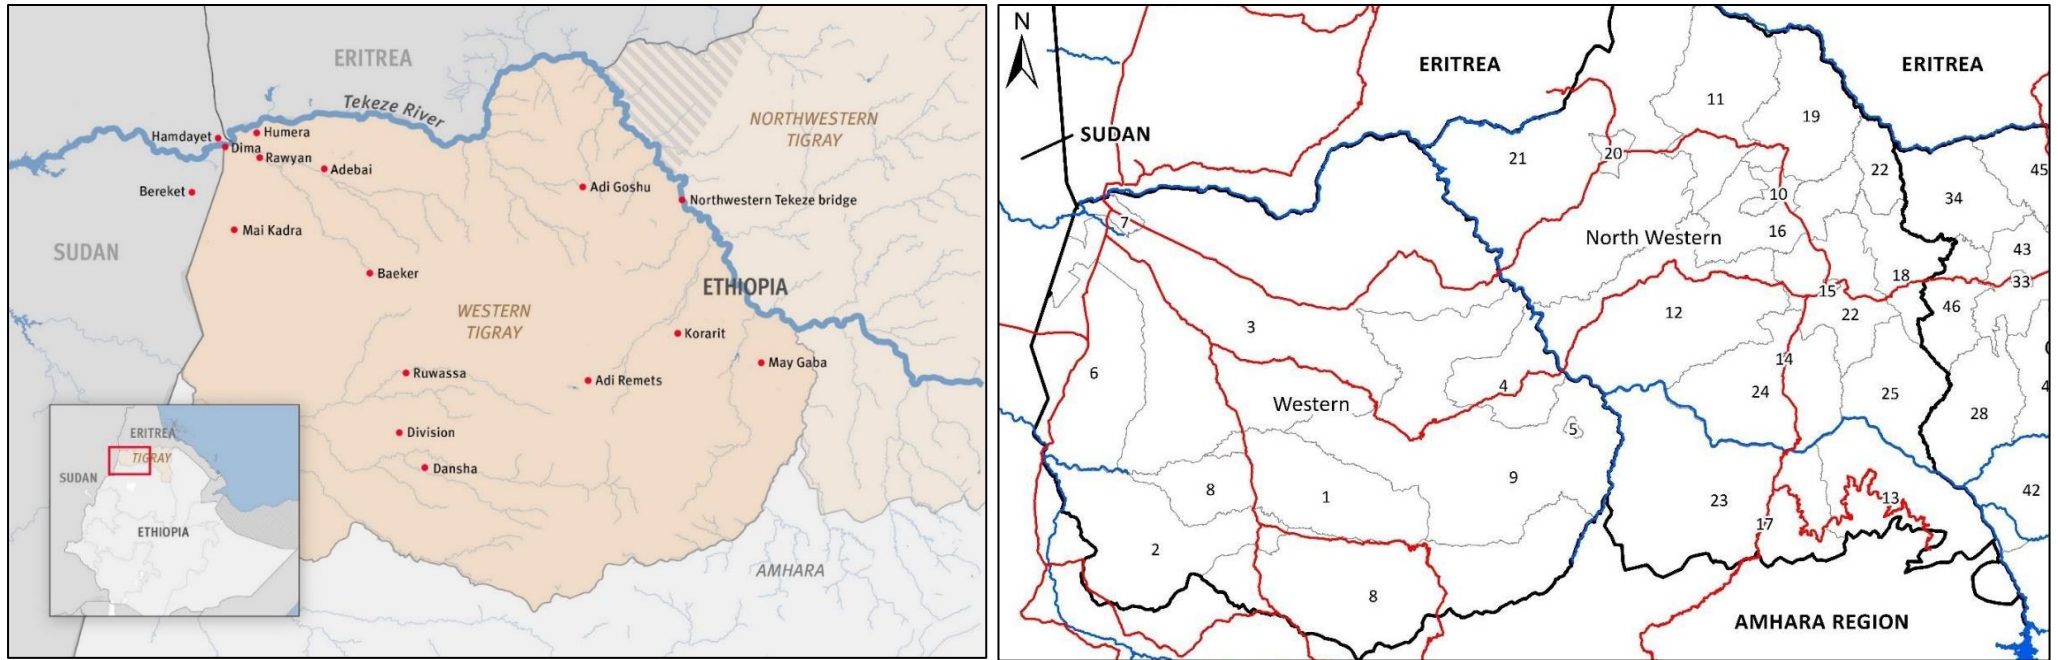 ERITREA
Tekeze River
NORTHWESTERN
TIGRAY
Hamdayet
Humera
Dima
Rawyan
Adebai
Bereket
Adi Goshu
Northwestern Tekeze bridge
Mai Kadra
SUDAN
Baeker
ETHIOPIA
WESTERN
TIGRAY
Korarit
May Gaba
Ruwassa
Adi Remets
Division
Dansha
AMHARA
ERITREA
TIGRAY
SUDAN
ETHIOPIA
N
ERITREA
ERITREA
SUDAN
11
19
21
20
22
45
10
34
7
16
North Western
43
18
33
15
3
12
22
46
6
14
4
4
24
25
Western
28
5
8
1
9
23
13
42
17
2
8
AMHARA REGION